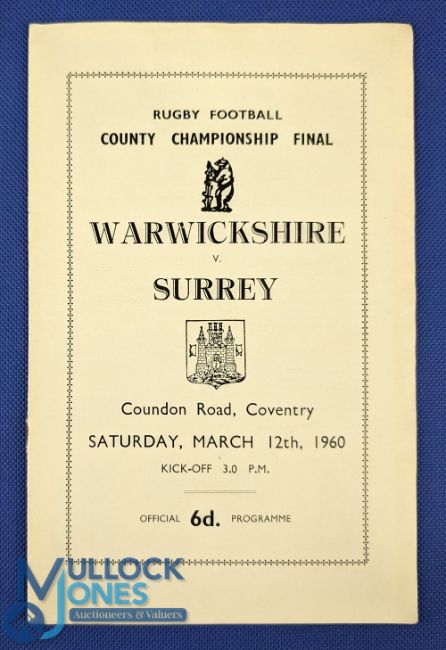 RUGBY FOOTBALL
COUNTY CHAMPIONSHIP FINAL
WARWICKSHIRE
V.
SURREY
Coundon Road, Coventry
SATURDAY, MARCH 12th, 1960
KICK-OFF 3.0 P.M.
OFFICIAL 6d. PROGRAMME
MULLOCK
JONES
Auctioneers & Valuers